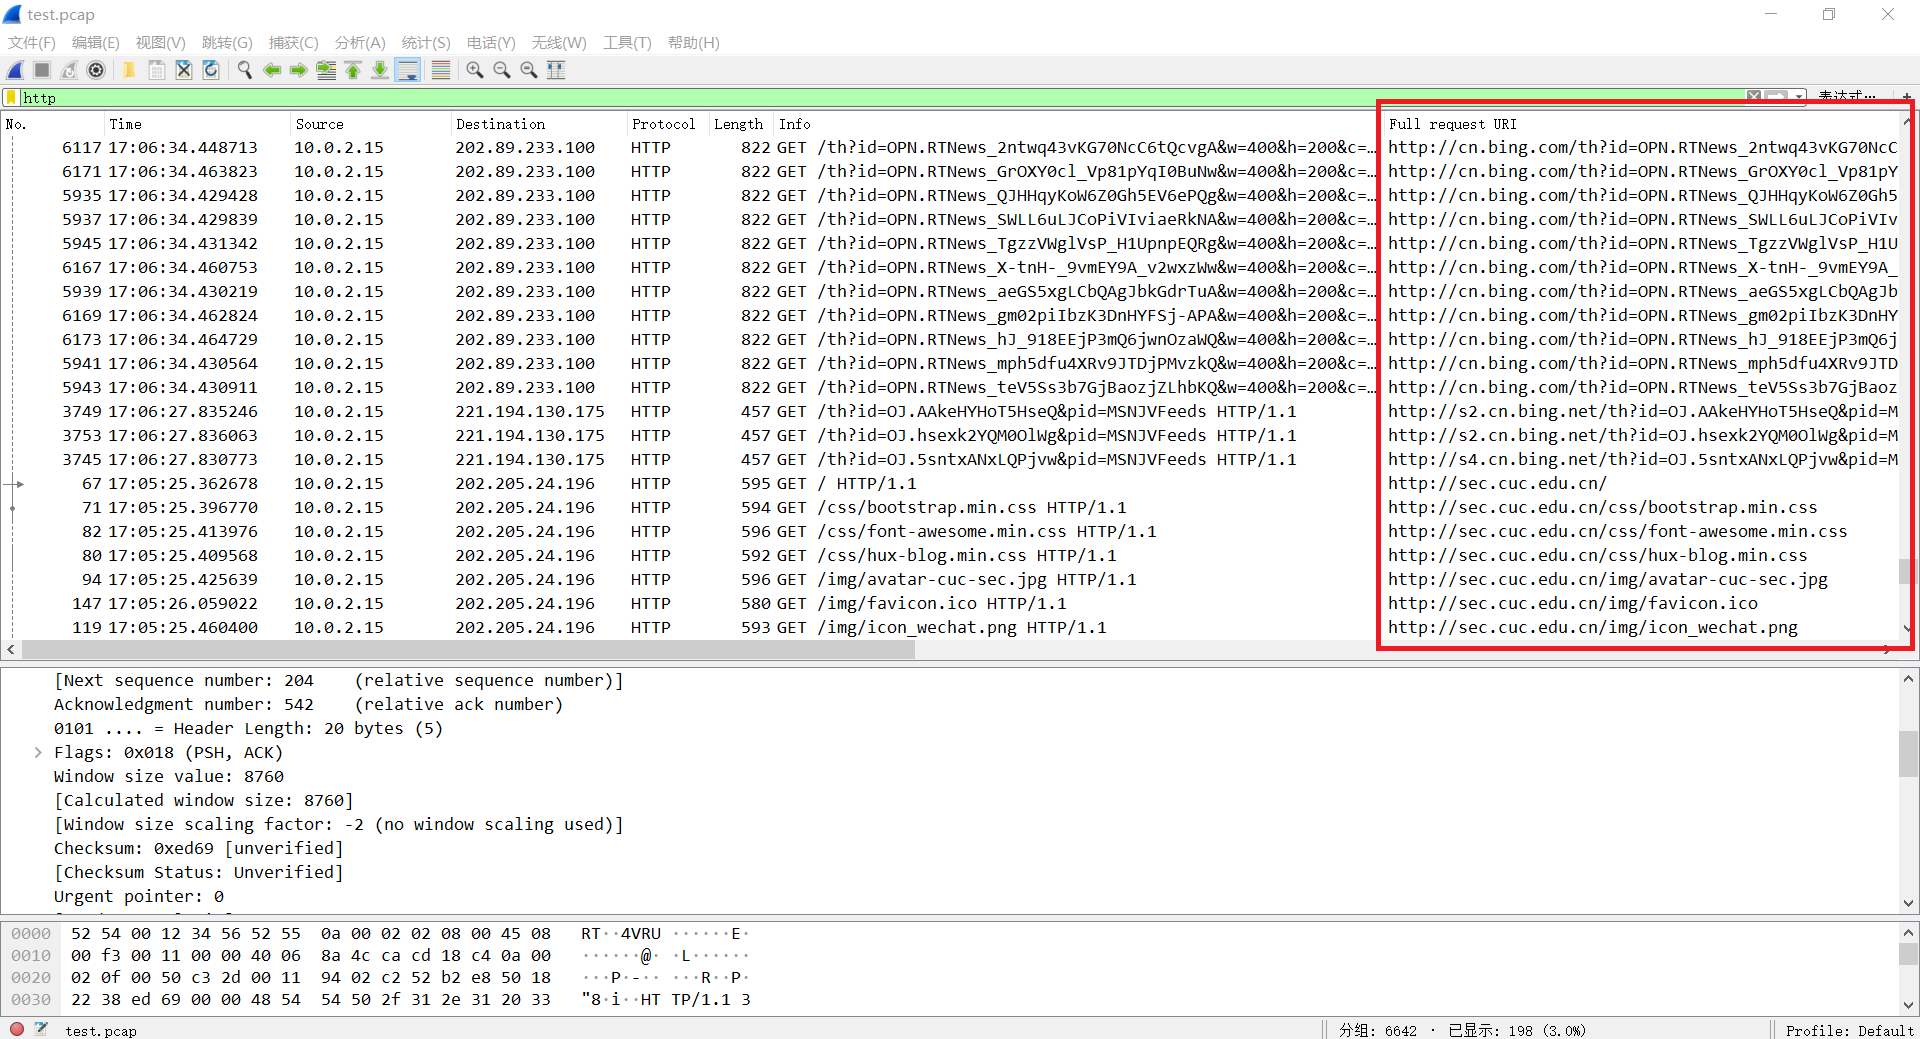 test.pcap
文件(F) 编辑(E) 视图(V) 跳转(G) 捕获(C) 分析(A) 统计(S) 电话(Y) 无线(W) 工具(T) 帮助(H)
http 表达式… +
No. Time Source Destination Protocol Length Info Full request URI
6117 17:06:34.448713 10.0.2.15 202.89.233.100 HTTP 822 GET /th?id=OPN.RTNews_2ntwq43vKG70NcC6tQcvgA&w=400&h=200&c=… http://cn.bing.com/th?id=OPN.RTNews_2ntwq43vKG70NcC
6171 17:06:34.463823 10.0.2.15 202.89.233.100 HTTP 822 GET /th?id=OPN.RTNews_GrOXY0cl_Vp81pYqI0BuNw&w=400&h=200&c=… http://cn.bing.com/th?id=OPN.RTNews_GrOXY0cl_Vp81pY
5935 17:06:34.429428 10.0.2.15 202.89.233.100 HTTP 822 GET /th?id=OPN.RTNews_QJHHqyKoW6Z0Gh5EV6ePQg&w=400&h=200&c=… http://cn.bing.com/th?id=OPN.RTNews_QJHHqyKoW6Z0Gh5
5937 17:06:34.429839 10.0.2.15 202.89.233.100 HTTP 822 GET /th?id=OPN.RTNews_SWLL6uLJCoPiVIviaeRkNA&w=400&h=200&c=… http://cn.bing.com/th?id=OPN.RTNews_SWLL6uLJCoPiVIv
5945 17:06:34.431342 10.0.2.15 202.89.233.100 HTTP 822 GET /th?id=OPN.RTNews_TgzzVWglVsP_H1UpnpEQRg&w=400&h=200&c=… http://cn.bing.com/th?id=OPN.RTNews_TgzzVWglVsP_H1U
6167 17:06:34.460753 10.0.2.15 202.89.233.100 HTTP 822 GET /th?id=OPN.RTNews_X-tnH-_9vmEY9A_v2wxzWw&w=400&h=200&c=… http://cn.bing.com/th?id=OPN.RTNews_X-tnH-_9vmEY9A_
5939 17:06:34.430219 10.0.2.15 202.89.233.100 HTTP 822 GET /th?id=OPN.RTNews_aeGS5xgLCbQAgJbkGdrTuA&w=400&h=200&c=… http://cn.bing.com/th?id=OPN.RTNews_aeGS5xgLCbQAgJb
6169 17:06:34.462824 10.0.2.15 202.89.233.100 HTTP 822 GET /th?id=OPN.RTNews_gm02piIbzK3DnHYFSj-APA&w=400&h=200&c=… http://cn.bing.com/th?id=OPN.RTNews_gm02piIbzK3DnHY
6173 17:06:34.464729 10.0.2.15 202.89.233.100 HTTP 822 GET /th?id=OPN.RTNews_hJ_918EEjP3mQ6jwnOzaWQ&w=400&h=200&c=… http://cn.bing.com/th?id=OPN.RTNews_hJ_918EEjP3mQ6j
5941 17:06:34.430564 10.0.2.15 202.89.233.100 HTTP 822 GET /th?id=OPN.RTNews_mph5dfu4XRv9JTDjPMvzkQ&w=400&h=200&c=… http://cn.bing.com/th?id=OPN.RTNews_mph5dfu4XRv9JTD
5943 17:06:34.430911 10.0.2.15 202.89.233.100 HTTP 822 GET /th?id=OPN.RTNews_teV5Ss3b7GjBaozjZLhbKQ&w=400&h=200&c=… http://cn.bing.com/th?id=OPN.RTNews_teV5Ss3b7GjBaoz
3749 17:06:27.835246 10.0.2.15 221.194.130.175 HTTP 457 GET /th?id=OJ.AAkeHYHoT5HseQ&pid=MSNJVFeeds HTTP/1.1 http://s2.cn.bing.net/th?id=OJ.AAkeHYHoT5HseQ&pid=M
3753 17:06:27.836063 10.0.2.15 221.194.130.175 HTTP 457 GET /th?id=OJ.hsexk2YQM0OlWg&pid=MSNJVFeeds HTTP/1.1 http://s2.cn.bing.net/th?id=OJ.hsexk2YQM0OlWg&pid=M
3745 17:06:27.830773 10.0.2.15 221.194.130.175 HTTP 457 GET /th?id=OJ.5sntxANxLQPjvw&pid=MSNJVFeeds HTTP/1.1 http://s4.cn.bing.net/th?id=OJ.5sntxANxLQPjvw&pid=M
67 17:05:25.362678 10.0.2.15 202.205.24.196 HTTP 595 GET / HTTP/1.1 http://sec.cuc.edu.cn/
71 17:05:25.396770 10.0.2.15 202.205.24.196 HTTP 594 GET /css/bootstrap.min.css HTTP/1.1 http://sec.cuc.edu.cn/css/bootstrap.min.css
82 17:05:25.413976 10.0.2.15 202.205.24.196 HTTP 596 GET /css/font-awesome.min.css HTTP/1.1 http://sec.cuc.edu.cn/css/font-awesome.min.css
80 17:05:25.409568 10.0.2.15 202.205.24.196 HTTP 592 GET /css/hux-blog.min.css HTTP/1.1 http://sec.cuc.edu.cn/css/hux-blog.min.css
94 17:05:25.425639 10.0.2.15 202.205.24.196 HTTP 596 GET /img/avatar-cuc-sec.jpg HTTP/1.1 http://sec.cuc.edu.cn/img/avatar-cuc-sec.jpg
147 17:05:26.059022 10.0.2.15 202.205.24.196 HTTP 580 GET /img/favicon.ico HTTP/1.1 http://sec.cuc.edu.cn/img/favicon.ico
119 17:05:25.460400 10.0.2.15 202.205.24.196 HTTP 593 GET /img/icon_wechat.png HTTP/1.1 http://sec.cuc.edu.cn/img/icon_wechat.png
[Next sequence number: 204 (relative sequence number)]
Acknowledgment number: 542 (relative ack number)
0101 .... = Header Length: 20 bytes (5)
Flags: 0x018 (PSH, ACK)
Window size value: 8760
[Calculated window size: 8760]
[Window size scaling factor: -2 (no window scaling used)]
Checksum: 0xed69 [unverified]
[Checksum Status: Unverified]
Urgent pointer: 0
0000 52 54 00 12 34 56 52 55 0a 00 02 02 08 00 45 08 RT··4VRU ······E·
0010 00 f3 00 11 00 00 40 06 8a 4c ca cd 18 c4 0a 00 ······@· ·L······
0020 02 0f 00 50 c3 2d 00 11 94 02 c2 52 b2 e8 50 18 ···P·-·· ···R··P·
0030 22 38 ed 69 00 00 48 54 54 50 2f 31 2e 31 20 33 "8·i··HT TP/1.1 3
test.pcap 分组: 6642 · 已显示: 198 (3.0%) Profile: Default